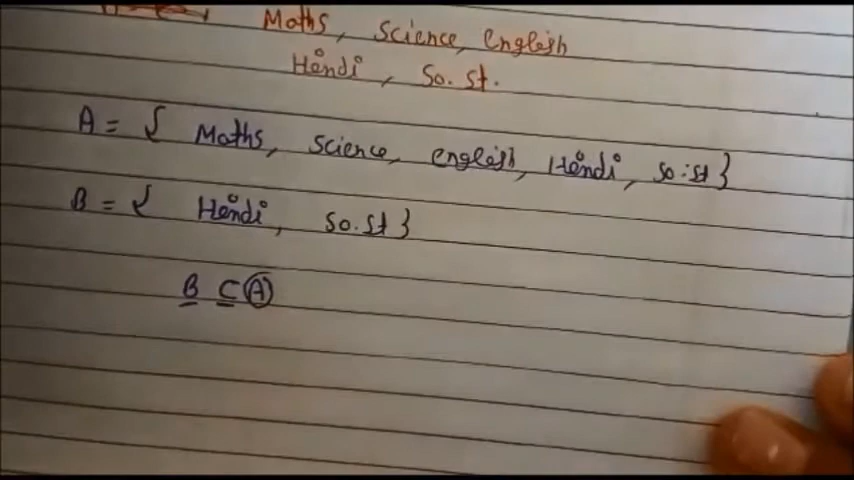 Maths, Science, English
Hindi, So. st.
A = { Maths, Science, English, Hindi, so.st }
B = { Hindi, so.st }
B ⊂ A